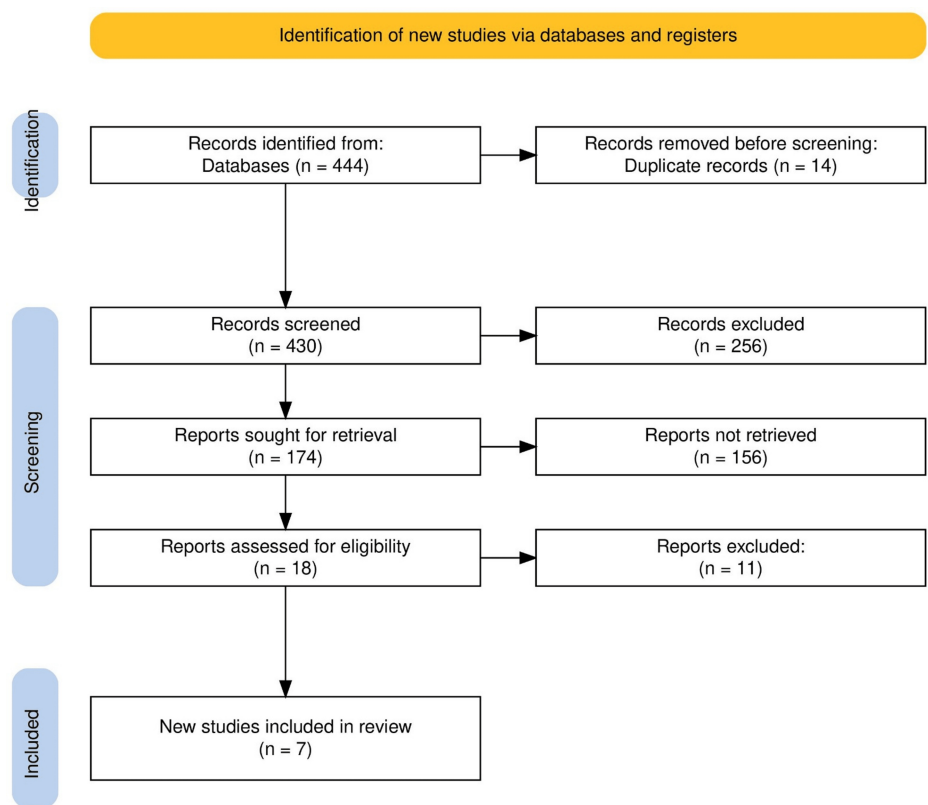 Identification of new studies via databases and registers
Identification
Records identified from:
Databases (n = 444)
Records removed before screening:
Duplicate records (n = 14)
Screening
Records screened
(n = 430)
Records excluded
(n = 256)
Reports sought for retrieval
(n = 174)
Reports not retrieved
(n = 156)
Reports assessed for eligibility
(n = 18)
Reports excluded:
(n = 11)
Included
New studies included in review
(n = 7)